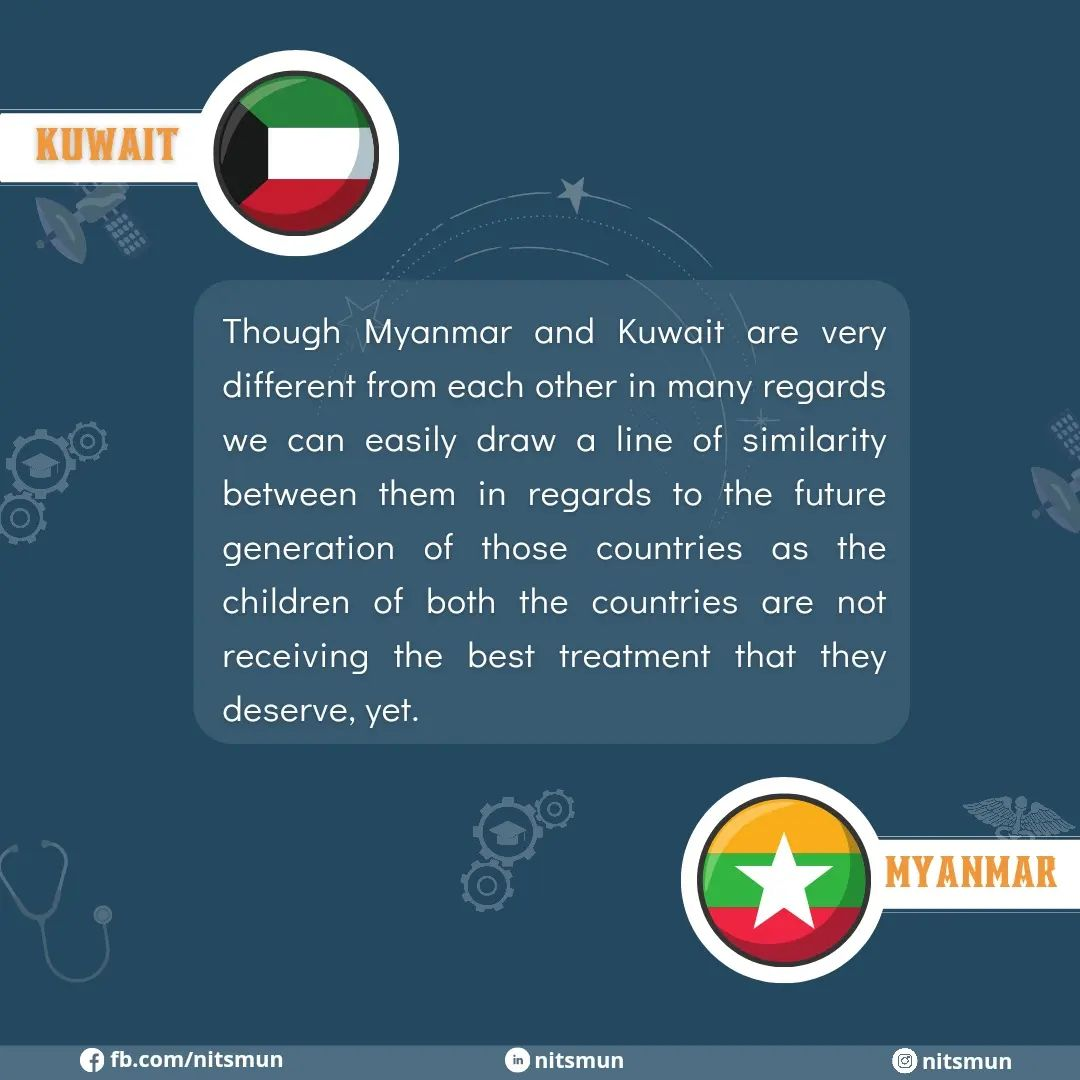 KUWAIT
Though Myanmar and Kuwait are very
different from each other in many regards
we can easily draw a line of similarity
between them in regards to the future
generation of those countries as the
children of both the countries are not
receiving the best treatment that they
deserve, yet.
MYANMAR
fb.com/nitsmun
in nitsmun
nitsmun